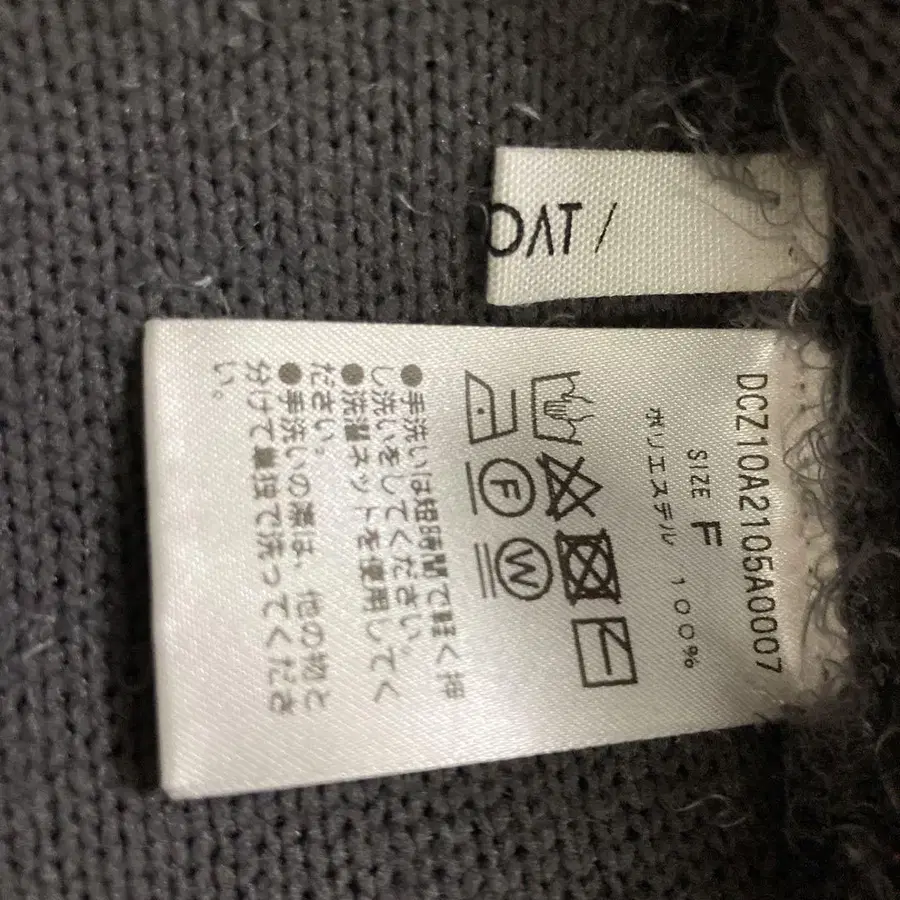 OAT /
DCZ10A2105A0007
SIZE F
ポリエステル 100%
F W
●手洗いは短時間で軽く押
し洗いをしてください。
●洗濯ネットを使用してく
ださい。
●手洗いの際は、他の物と
分けて単独で洗ってくださ
い。